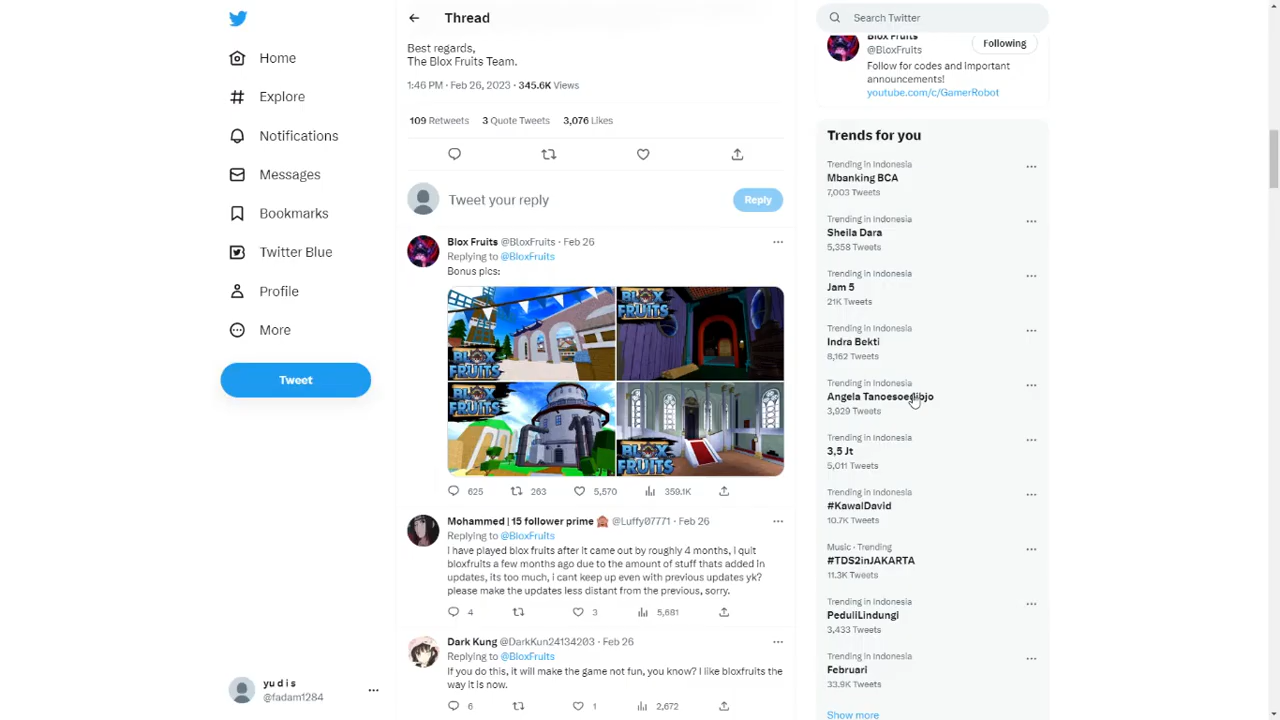 Home
Explore
Notifications
Messages
Bookmarks
Twitter Blue
Profile
More
Tweet
yu d i s
@fadam1284
Thread
Best regards,
The Blox Fruits Team.
1:46 PM · Feb 26, 2023 · 345.6K Views
109 Retweets 3 Quote Tweets 3,076 Likes
Tweet your reply
Reply
Blox Fruits @BloxFruits · Feb 26
Replying to @BloxFruits
Bonus pics:
BLOX FRUITS
BLOX FRUITS
BLOX FRUITS
BLOX FRUITS
625 263 5,570 359.1K
Mohammed | 15 follower prime @Luffy07771 · Feb 26
Replying to @BloxFruits
I have played blox fruits after it came out by roughly 4 months, i quit
bloxfruits a few months ago due to the amount of stuff thats added in
updates, its too much, i cant keep up even with previous updates yk?
please make the updates less distant from the previous, sorry.
4 3 5,681
Dark Kung @DarkKun24134203 · Feb 26
Replying to @BloxFruits
If you do this, it will make the game not fun, you know? I like bloxfruits the
way it is now.
6 1 2,672
Search Twitter
Blox Fruits
@BloxFruits
Following
Follow for codes and Important
announcements!
youtube.com/c/GamerRobot
Trends for you
Trending in Indonesia
Mbanking BCA
7,003 Tweets
Trending in Indonesia
Sheila Dara
5,358 Tweets
Trending in Indonesia
Jam 5
21K Tweets
Trending in Indonesia
Indra Bekti
8,162 Tweets
Trending in Indonesia
Angela Tanoesoedibjo
3,929 Tweets
Trending in Indonesia
3,5 Jt
5,011 Tweets
Trending in Indonesia
#KawalDavid
10.7K Tweets
Music · Trending
#TDS2inJAKARTA
11.3K Tweets
Trending in Indonesia
PeduliLindungi
3,433 Tweets
Trending in Indonesia
Februari
33.9K Tweets
Show more